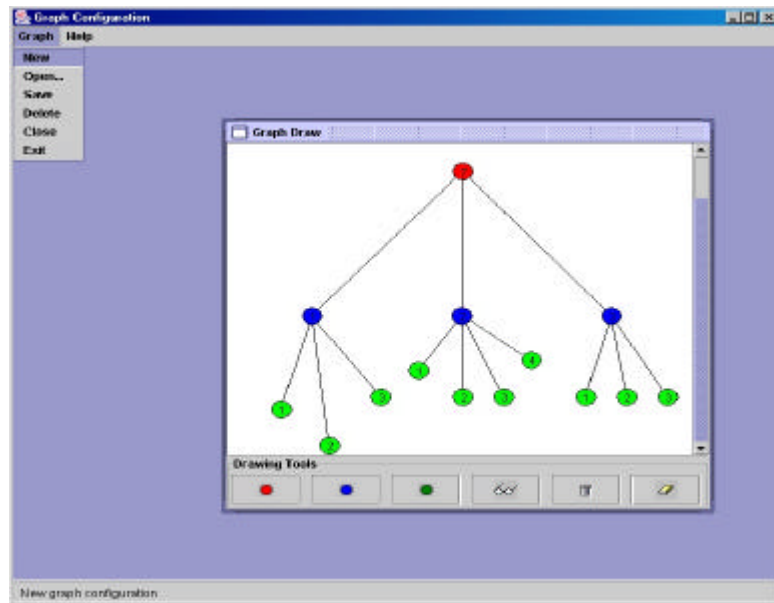 Graph Configuration
Graph Help
New
Open...
Save
Delete
Close
Exit
Graph Draw
4
1
2 3
3
1 2 3
1
2
Drawing Tools
New graph configuration